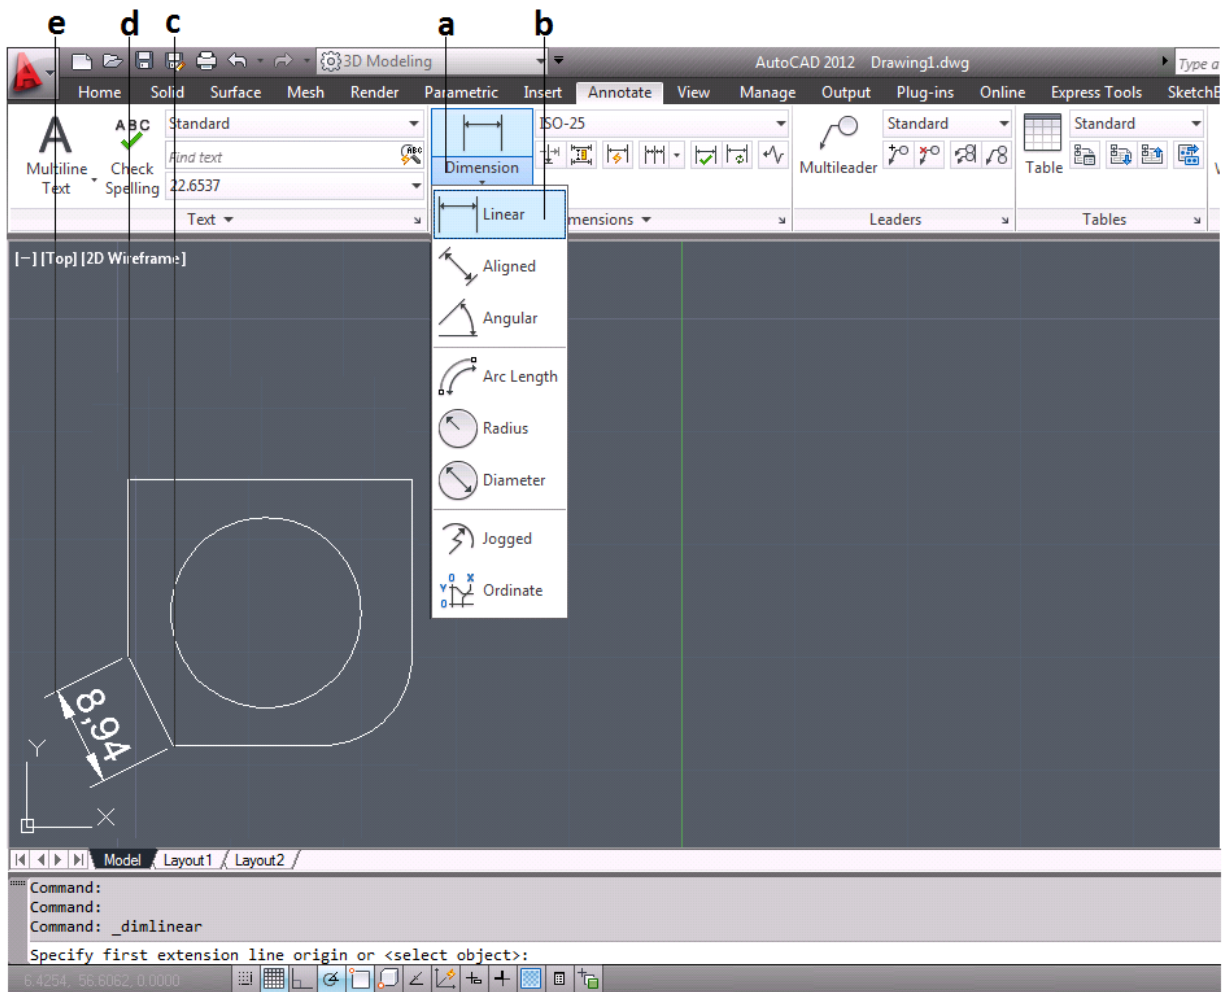 e d c a b
3D Modeling AutoCAD 2012 Drawing1.dwg Type a
Home Solid Surface Mesh Render Parametric Insert Annotate View Manage Output Plug-ins Online Express Tools SketchB
A ABC Standard ISO-25 Standard Standard
Find text ABC
Multiline Text Check Spelling 22.6537 Dimension Multileader Table
Text Linear mensions Leaders Tables
[−] [Top] [2D Wireframe]
Aligned
Angular
Arc Length
Radius
Diameter
Jogged
Y O X O Ordinate
8,94
Y
X
Model Layout1 Layout2
Command:
Command:
Command: _dimlinear
Specify first extension line origin or <select object>:
6.4254, 56.6062, 0.0000